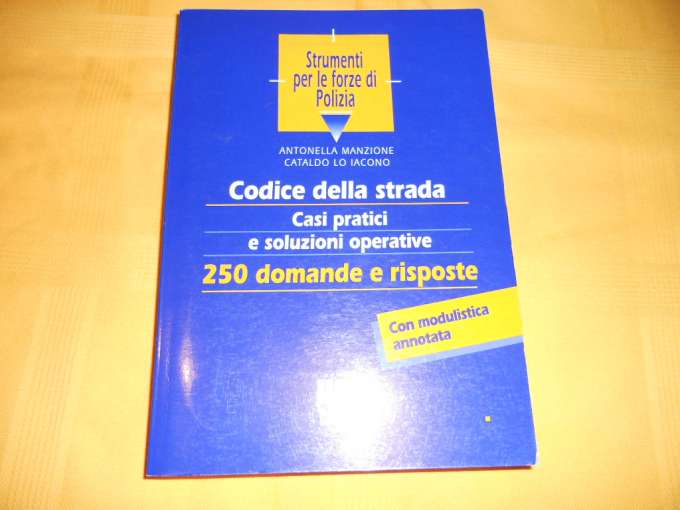 Strumenti
per le forze di
Polizia
ANTONELLA MANZIONE
CATALDO LO IACONO
Codice della strada
Casi pratici
e soluzioni operative
250 domande e risposte
Con modulistica
annotata